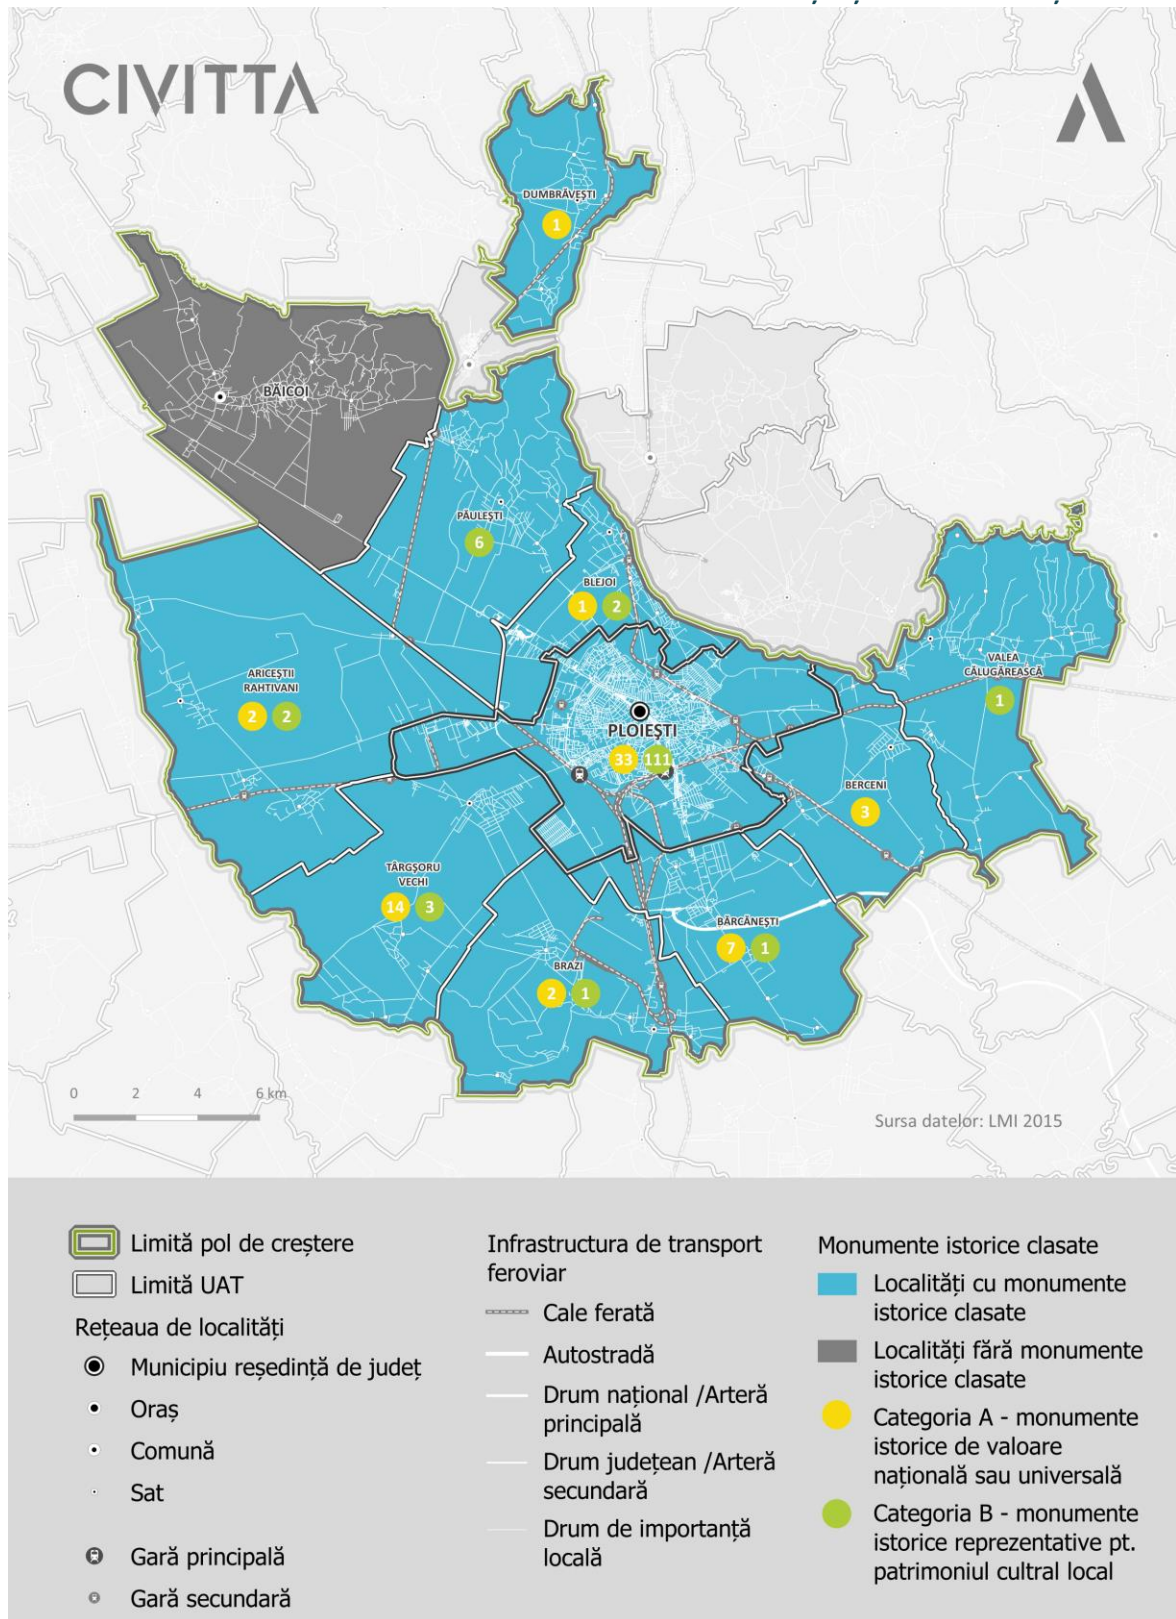 CIVITTA
DUMBRĂVEȘTI
1
BĂICOI
PĂULEȘTI
6
BLEJOI
1 2
ARICEȘTII
RAHTIVANI
2 2
VALEA
CĂLUGĂREASCĂ
1
PLOIEȘTI
33 111
BERCENI
3
TÂRGȘORU
VECHI
14 3
BĂRCĂNEȘTI
7 1
BRAZI
2 1
0 2 4 6 km
Sursa datelor: LMI 2015
Limită pol de creștere
Limită UAT
Rețeaua de localități
Municipiu reședință de județ
Oraș
Comună
Sat
Gară principală
Gară secundară
Infrastructura de transport
feroviar
Cale ferată
Autostradă
Drum național /Arteră
principală
Drum județean /Arteră
secundară
Drum de importanță
locală
Monumente istorice clasate
Localități cu monumente
istorice clasate
Localități fără monumente
istorice clasate
Categoria A - monumente
istorice de valoare
națională sau universală
Categoria B - monumente
istorice reprezentative pt.
patrimoniul cultral local